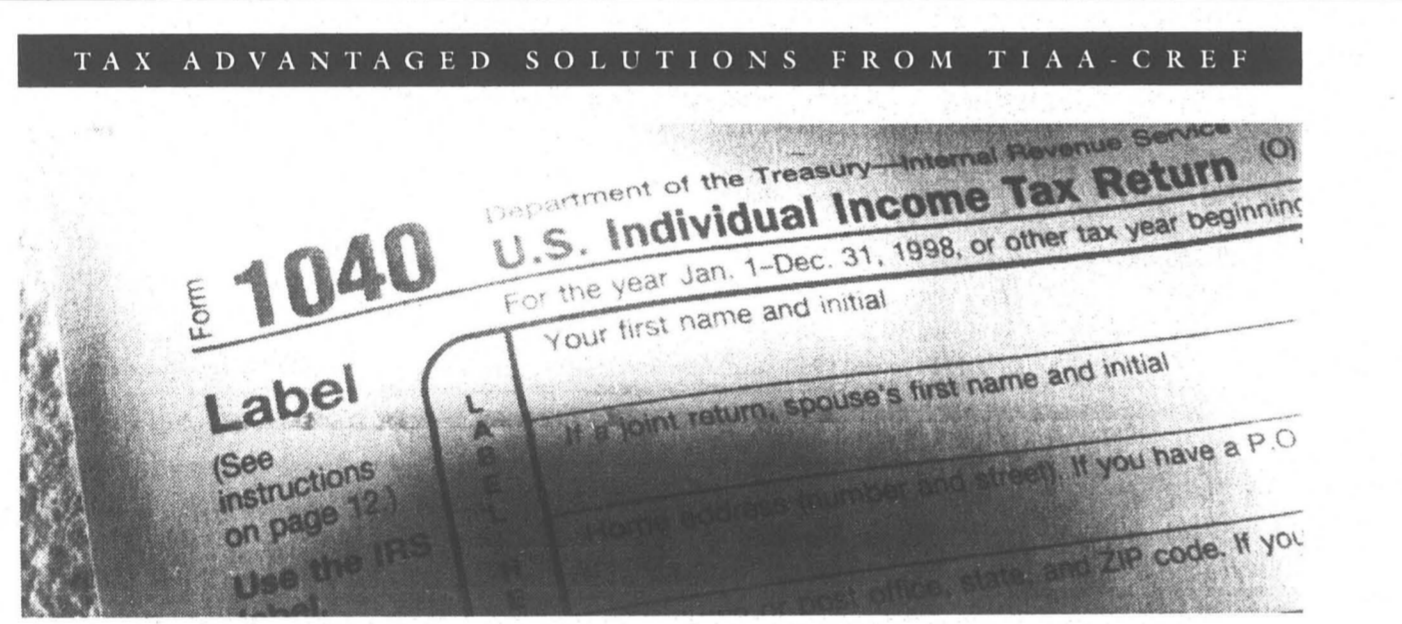 TAX ADVANTAGED SOLUTIONS FROM TIAA-CREF
Department of the Treasury—Internal Revenue Service
Form 1040 U.S. Individual Income Tax Return (O)
For the year Jan. 1–Dec. 31, 1998, or other tax year beginning
Your first name and initial
Label
(See
instructions
on page 12.)
Use the IRS
label.
LABEL
HE
If a joint return, spouse's first name and initial
Home address (number and street). If you have a P.O
post office, state, and ZIP code. If you